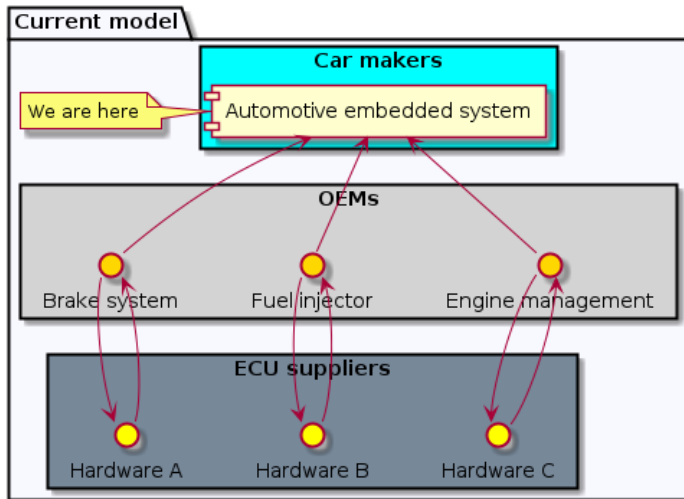 Current model
Car makers
We are here
Automotive embedded system
OEMs
Brake system
Fuel injector
Engine management
ECU suppliers
Hardware A
Hardware B
Hardware C